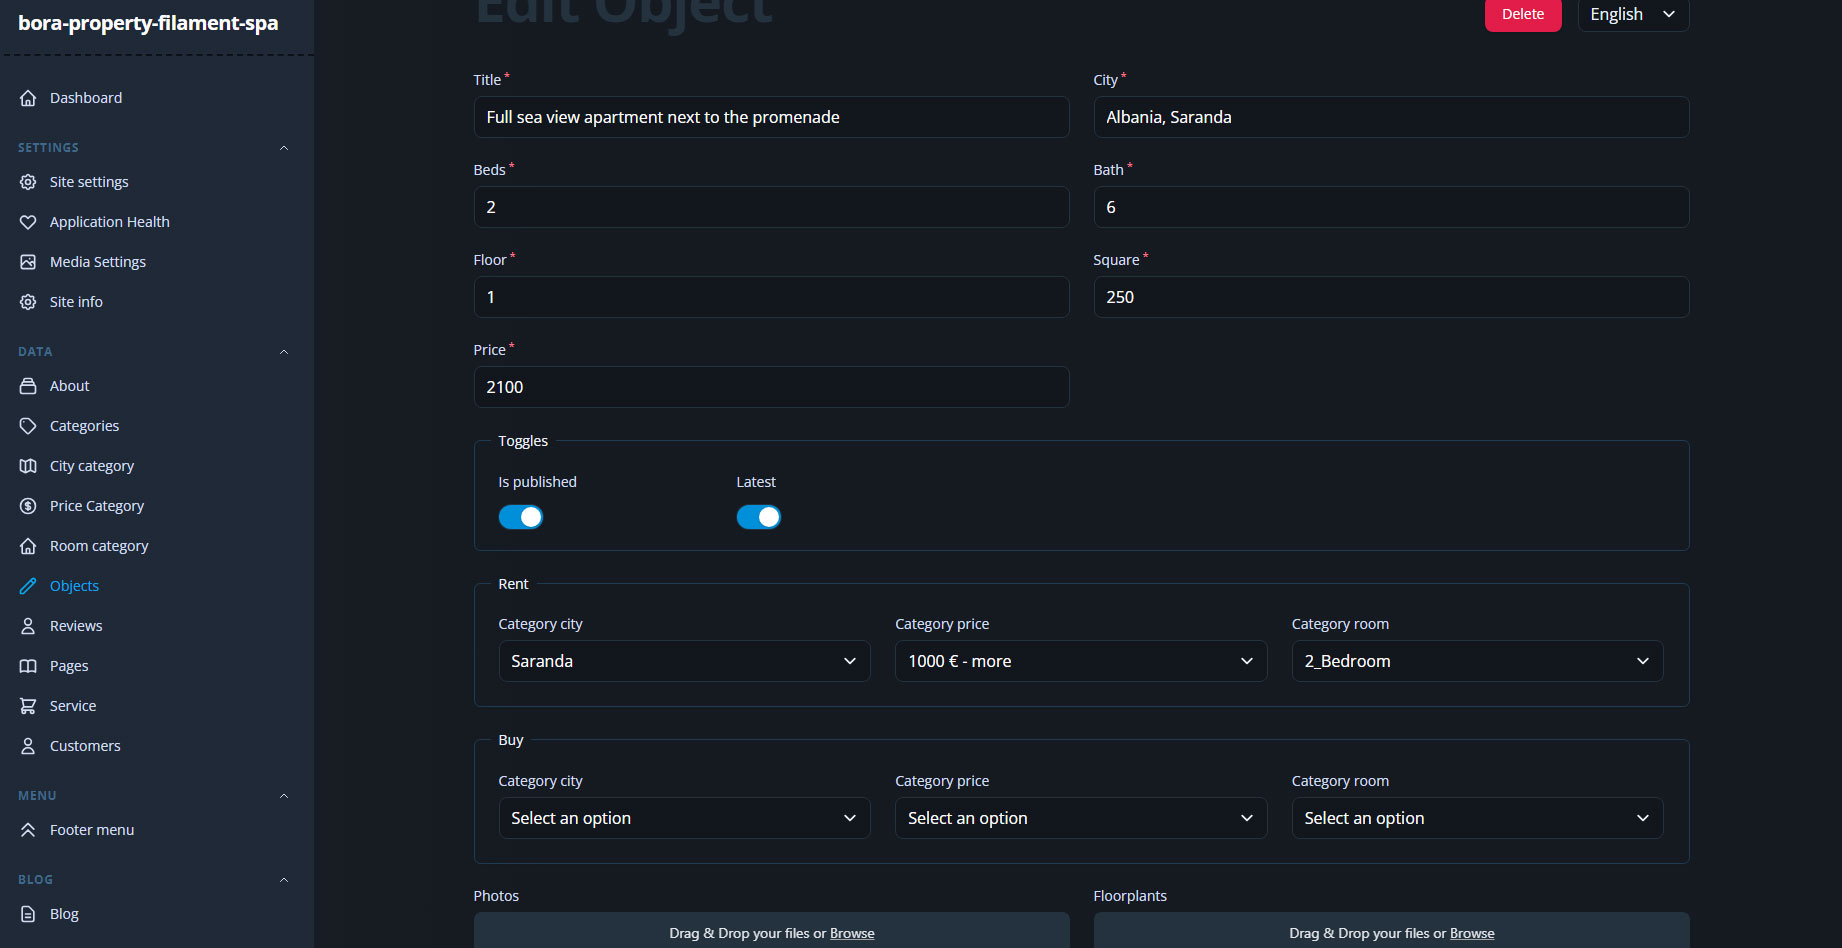 bora-property-filament-spa
Dashboard
SETTINGS
Site settings
Application Health
Media Settings
Site info
DATA
About
Categories
City category
Price Category
Room category
Objects
Reviews
Pages
Service
Customers
MENU
Footer menu
BLOG
Blog
Edit Object
Delete
English
Title*
Full sea view apartment next to the promenade
City*
Albania, Saranda
Beds*
2
Bath*
6
Floor*
1
Square*
250
Price*
2100
Toggles
Is published
Latest
Rent
Category city
Saranda
Category price
1000 € - more
Category room
2_Bedroom
Buy
Category city
Select an option
Category price
Select an option
Category room
Select an option
Photos
Drag & Drop your files or Browse
Floorplants
Drag & Drop your files or Browse